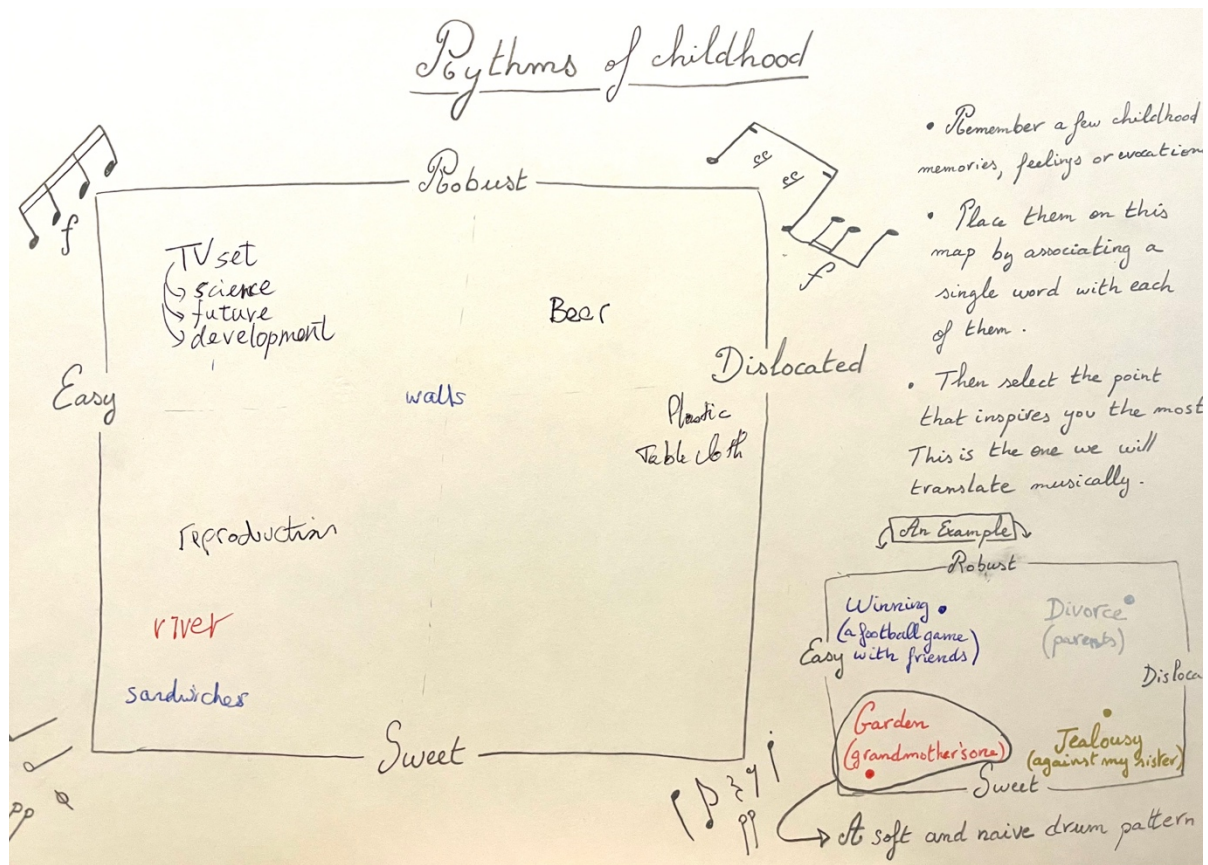 Rythms of childhood
Robust
f
f
TV set
science
future
development
Beer
Easy
Dislocated
walls
Plastic
Table cloth
reproduction
river
sandwiches
Sweet
pp
pp
• Remember a few childhood
memories, feelings or evocation
• Place them on this
map by associating a
single word with each
of them.
• Then select the point
that inspires you the most
This is the one we will
translate musically.
An Example
Robust
Winning
(a football game
Easy with friends)
Divorce
(parents)
Disloca
Garden
(grandmother's one)
Jealousy
(against my sister)
Sweet
A soft and naive drum pattern